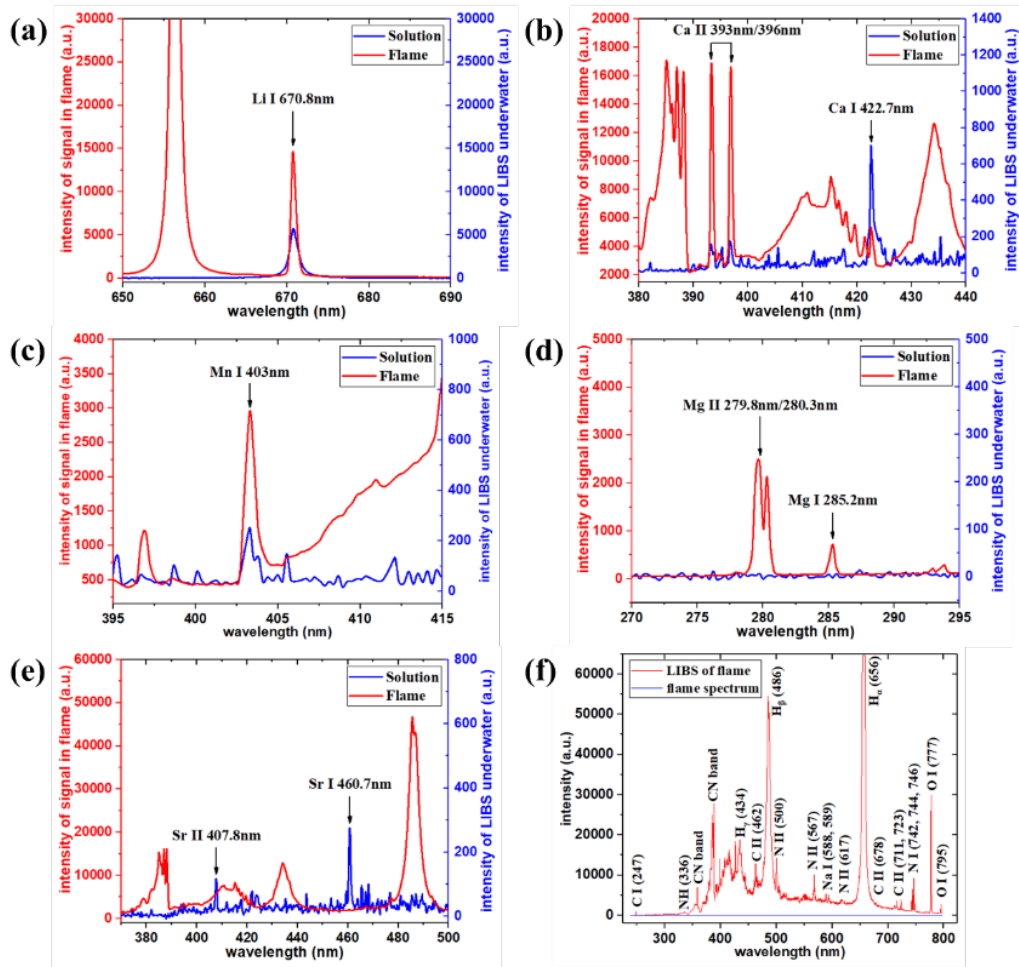 (a)
intensity of signal in flame (a.u.)
30000
25000
20000
15000
10000
5000
0
Li I 670.8nm
Solution
Flame
30000
25000
20000
15000
10000
5000
0
intensity of LIBS underwater (a.u.)
650 660 670 680 690
wavelength (nm)
(b)
intensity of signal in flame (a.u.)
20000
18000
16000
14000
12000
10000
8000
6000
4000
2000
Ca II 393nm/396nm
Ca I 422.7nm
Solution
Flame
1400
1200
1000
800
600
400
200
0
intensity of LIBS underwater (a.u.)
380 390 400 410 420 430 440
wavelength (nm)
(c)
intensity of signal in flame (a.u.)
4000
3500
3000
2500
2000
1500
1000
500
Mn I 403nm
Solution
Flame
1000
800
600
400
200
0
intensity of LIBS underwater (a.u.)
395 400 405 410 415
wavelength (nm)
(d)
intensity of signal in flame (a.u.)
5000
4000
3000
2000
1000
0
Mg II 279.8nm/280.3nm
Mg I 285.2nm
Solution
Flame
500
400
300
200
100
0
intensity of LIBS underwater (a.u.)
270 275 280 285 290 295
wavelength (nm)
(e)
intensity of signal in flame (a.u.)
60000
50000
40000
30000
20000
10000
0
Sr II 407.8nm
Sr I 460.7nm
Solution
Flame
800
600
400
200
0
intensity of LIBS underwater (a.u.)
380 400 420 440 460 480 500
wavelength (nm)
(f)
intensity (a.u.)
60000
50000
40000
30000
20000
10000
0
LIBS of flame
flame spectrum
C I (247)
NH (336)
CN band
CN band
Hγ (434)
C II (462)
Hβ (486)
N II (500)
N II (567)
Na I (588, 589)
N II (617)
Hα (656)
C II (678)
C II (711, 723)
N I (742, 744, 746)
O I (777)
O I (795)
300 400 500 600 700 800
wavelength (nm)